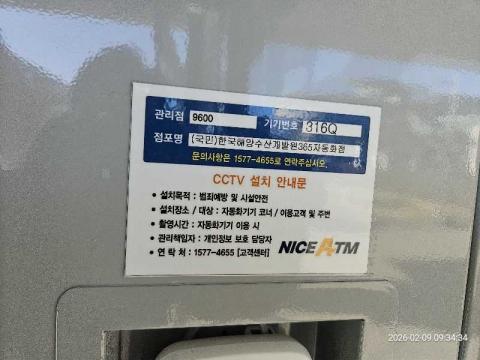 관리점 9600 기기번호 316Q
점포명 (국민)한국해양수산개발원365자동화점
문의사항은 1577-4655로 연락주십시오.
CCTV 설치 안내문
• 설치목적 : 범죄예방 및 시설안전
• 설치장소 / 대상 : 자동화기기 코너 / 이용고객 및 주변
• 촬영시간 : 자동화기기 이용 시
• 관리책임자 : 개인정보 보호 담당자
• 연 락 처 : 1577-4655 [고객센터]
NICE ATM
2026-02-09 09:34:34